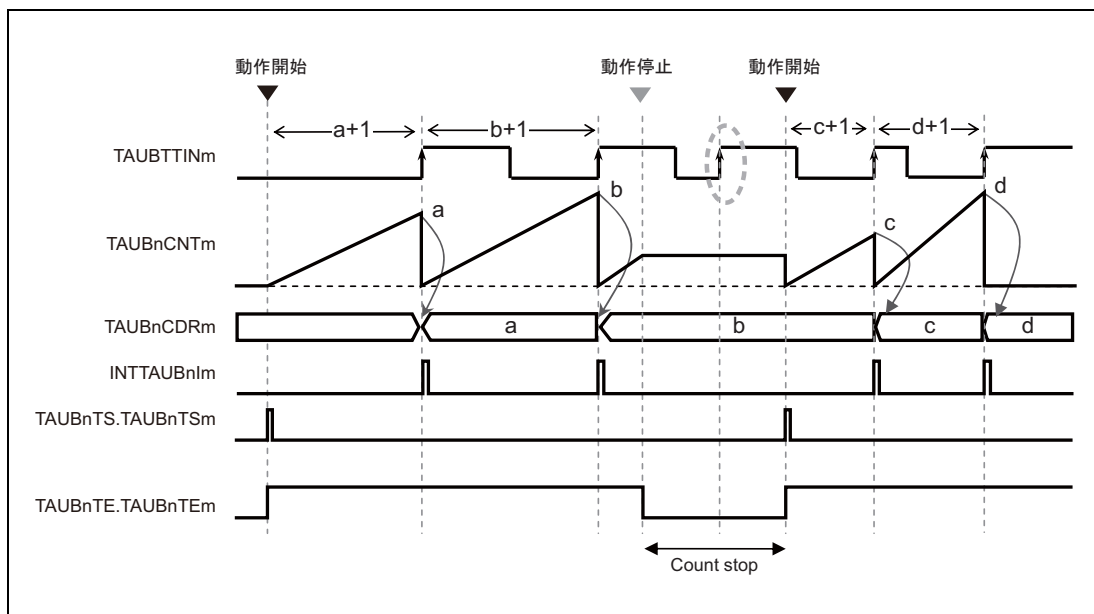 動作開始 動作停止 動作開始
a+1 b+1 c+1 d+1
TAUBTTINm
a b c d
TAUBnCNTm
TAUBnCDRm a b c d
INTTAUBnIm
TAUBnTS.TAUBnTSm
TAUBnTE.TAUBnTEm
Count stop